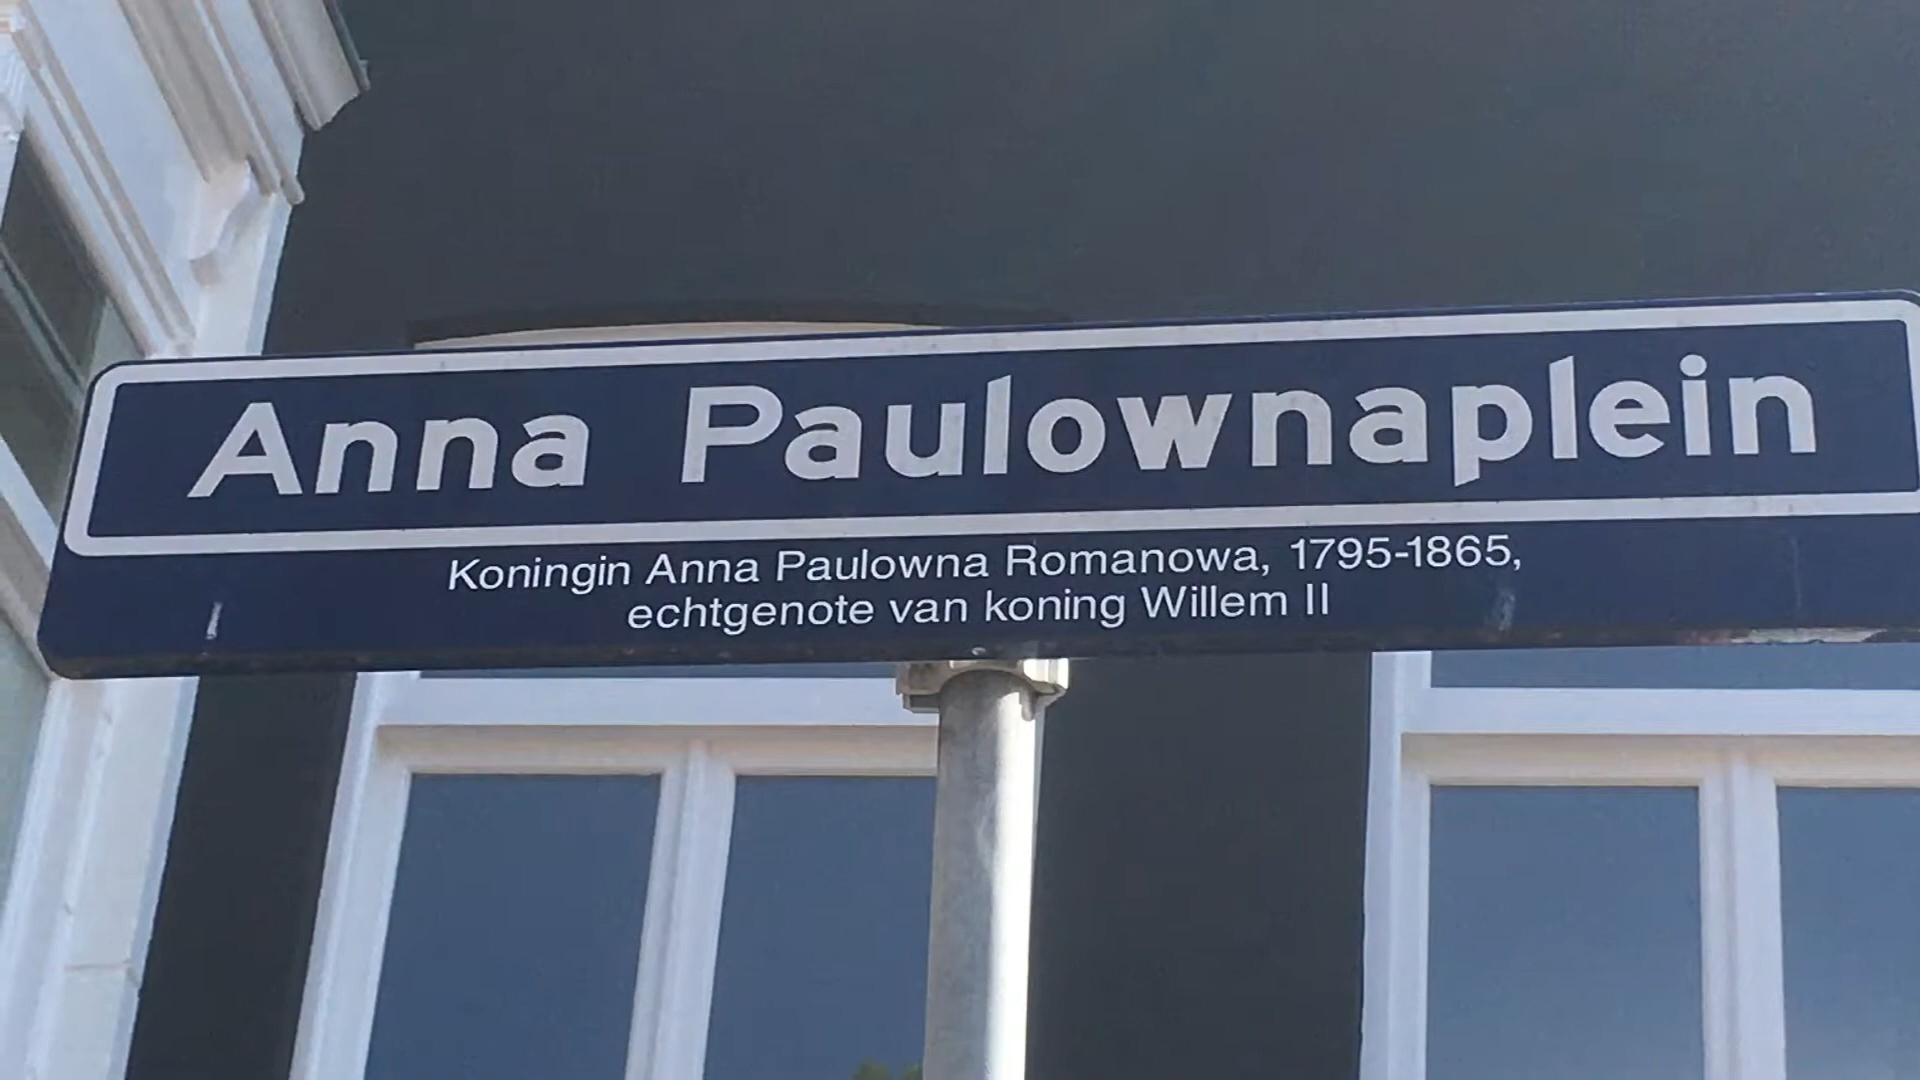 Anna Paulownaplein
Koningin Anna Paulowna Romanowa, 1795-1865,
echtgenote van koning Willem II